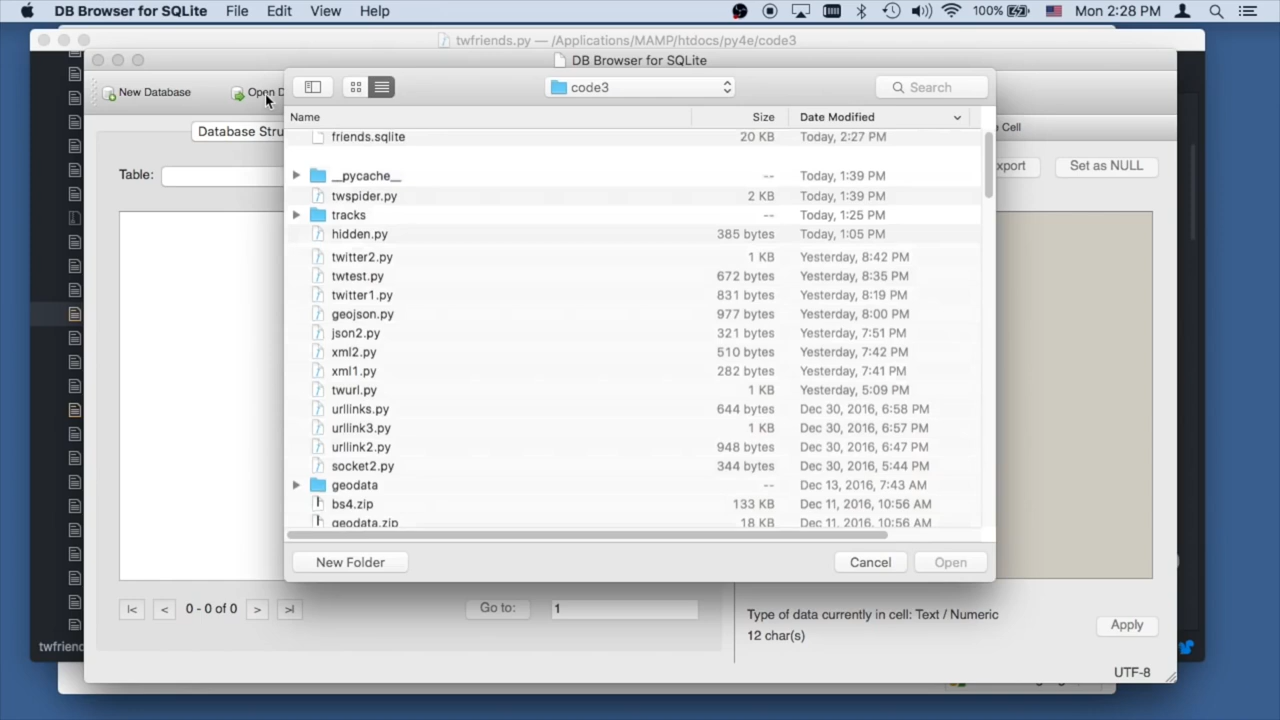 DB Browser for SQLite File Edit View Help 100% Mon 2:28 PM
twfriends.py — /Applications/MAMP/htdocs/py4e/code3
DB Browser for SQLite
New Database Open D code3 Search
Name Size Date Modified
Database Stru Cell
friends.sqlite 20 KB Today, 2:27 PM
Table: __pycache__ -- Today, 1:39 PM xport Set as NULL
twspider.py 2 KB Today, 1:39 PM
tracks -- Today, 1:25 PM
hidden.py 385 bytes Today, 1:05 PM
twitter2.py 1 KB Yesterday, 8:42 PM
twtest.py 672 bytes Yesterday, 8:35 PM
twitter1.py 831 bytes Yesterday, 8:19 PM
geojson.py 977 bytes Yesterday, 8:00 PM
json2.py 321 bytes Yesterday, 7:51 PM
xml2.py 510 bytes Yesterday, 7:42 PM
xml1.py 282 bytes Yesterday, 7:41 PM
twurl.py 1 KB Yesterday, 5:09 PM
urllinks.py 644 bytes Dec 30, 2016, 6:58 PM
urllink3.py 1 KB Dec 30, 2016, 6:57 PM
urllink2.py 948 bytes Dec 30, 2016, 6:47 PM
socket2.py 344 bytes Dec 30, 2016, 5:44 PM
geodata -- Dec 13, 2016, 7:43 AM
bs4.zip 133 KB Dec 11, 2016, 10:56 AM
geodata.zip 18 KB Dec 11, 2016, 10:56 AM
New Folder Cancel Open
|< < 0 - 0 of 0 > >| Go to: 1
Type of data currently in cell: Text / Numeric
12 char(s) Apply
twfriend
UTF-8